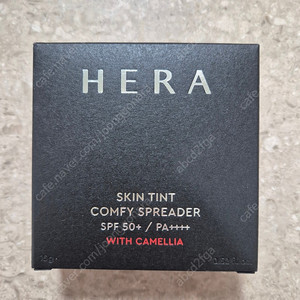 HERA
SKIN TINT
COMFY SPREADER
SPF 50+ / PA++++
WITH CAMELLIA